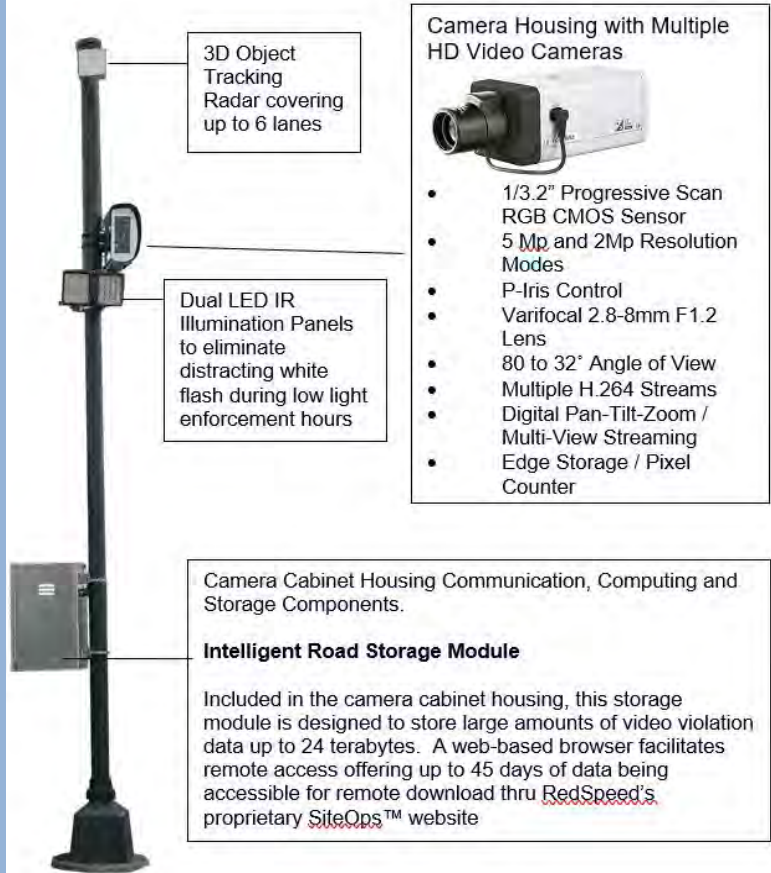 3D Object
Tracking
Radar covering
up to 6 lanes
Camera Housing with Multiple
HD Video Cameras
• 1/3.2” Progressive Scan
RGB CMOS Sensor
• 5 Mp and 2Mp Resolution
Modes
• P-Iris Control
• Varifocal 2.8-8mm F1.2
Lens
• 80 to 32˚ Angle of View
• Multiple H.264 Streams
• Digital Pan-Tilt-Zoom /
Multi-View Streaming
• Edge Storage / Pixel
Counter
Dual LED IR
Illumination Panels
to eliminate
distracting white
flash during low light
enforcement hours
Camera Cabinet Housing Communication, Computing and
Storage Components.
Intelligent Road Storage Module
Included in the camera cabinet housing, this storage
module is designed to store large amounts of video violation
data up to 24 terabytes.  A web-based browser facilitates
remote access offering up to 45 days of data being
accessible for remote download thru RedSpeed’s
proprietary SiteOps™ website